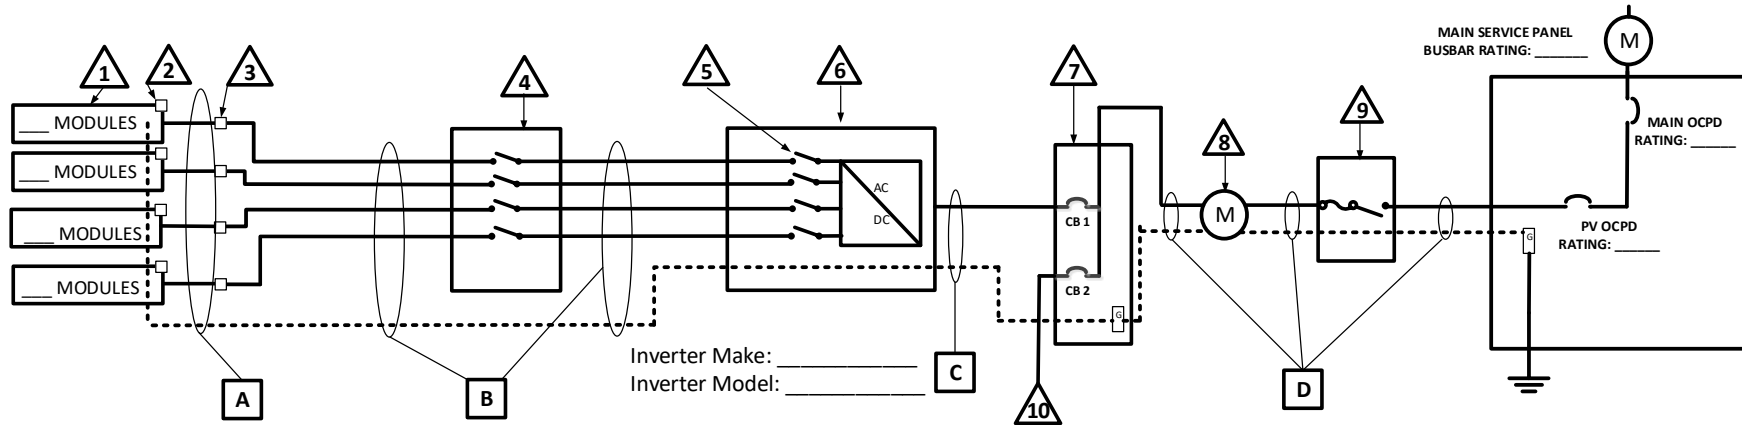 1
2
3
4
5
6
7
8
9
10
___ MODULES
___ MODULES
___ MODULES
___ MODULES
AC
DC
CB 1
CB 2
G
M
MAIN SERVICE PANEL
BUSBAR RATING: _______
M
MAIN OCPD
RATING: ______
PV OCPD
RATING: ______
G
Inverter Make: ____________
Inverter Model: ____________
A
B
C
D